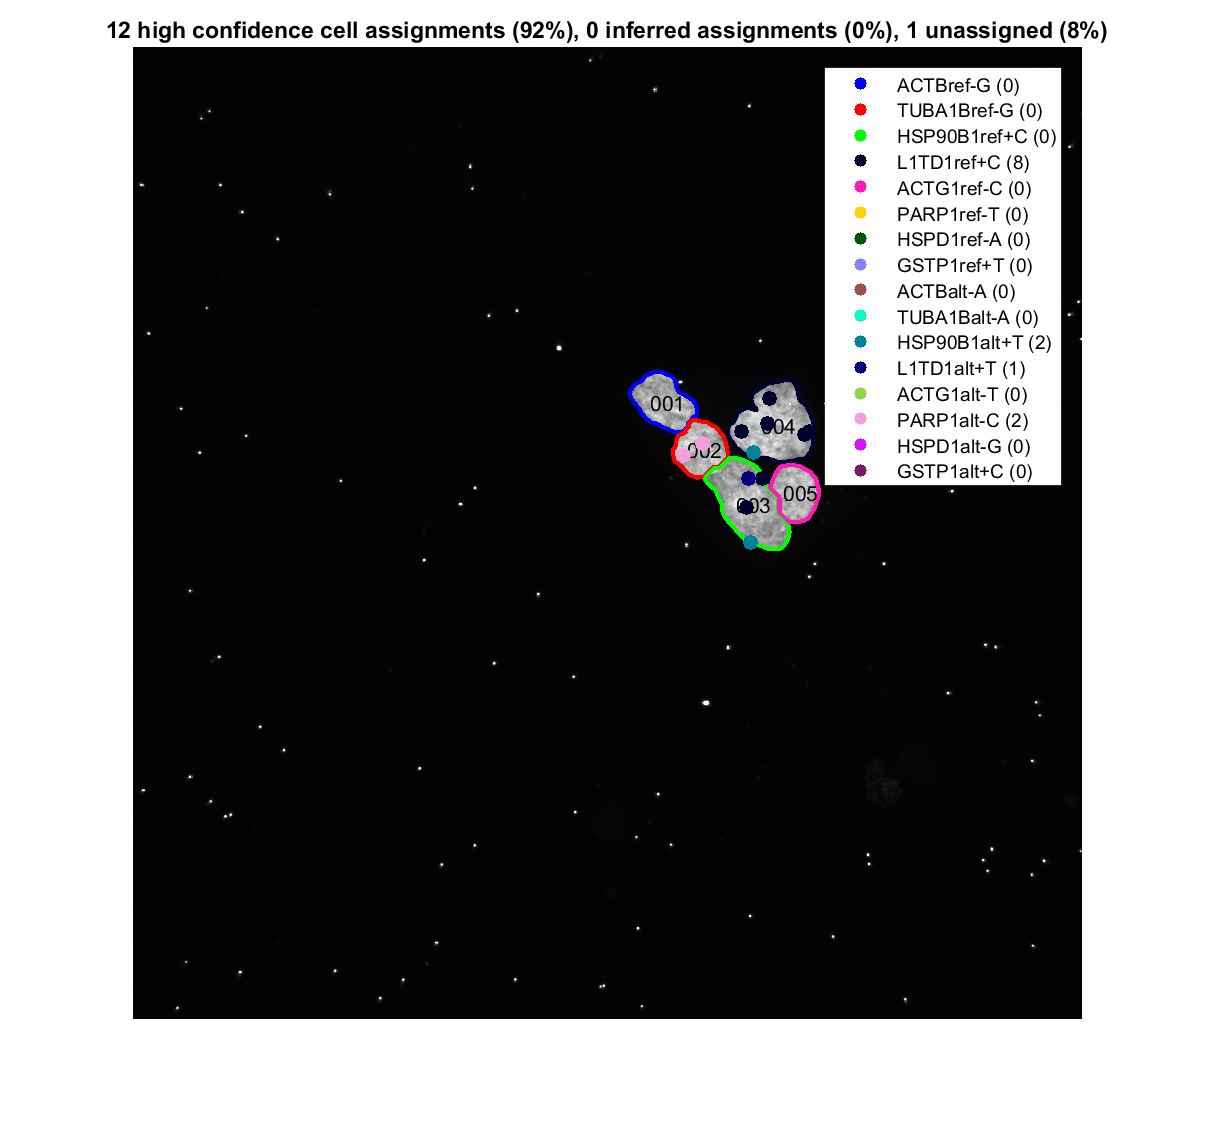 12 high confidence cell assignments (92%), 0 inferred assignments (0%), 1 unassigned (8%)
ACTBref-G (0)
TUBA1Bref-G (0)
HSP90B1ref+C (0)
L1TD1ref+C (8)
ACTG1ref-C (0)
PARP1ref-T (0)
HSPD1ref-A (0)
GSTP1ref+T (0)
ACTBalt-A (0)
TUBA1Balt-A (0)
HSP90B1alt+T (2)
L1TD1alt+T (1)
ACTG1alt-T (0)
PARP1alt-C (2)
HSPD1alt-G (0)
GSTP1alt+C (0)
001
004
002
005
003